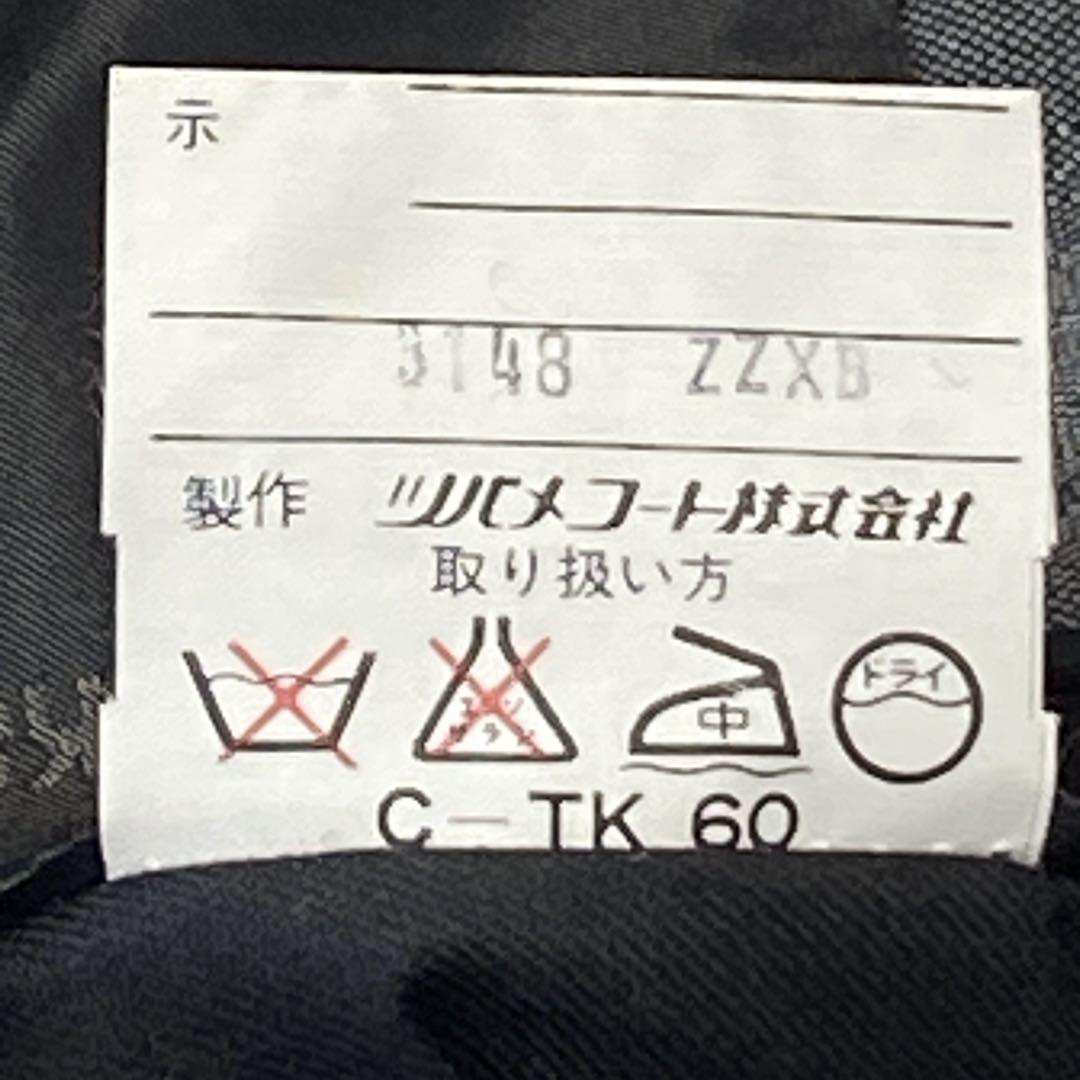 示
3148 ZZXB
製作 ツバメコート株式会社
取り扱い方
中
ドライ
C-TK 60